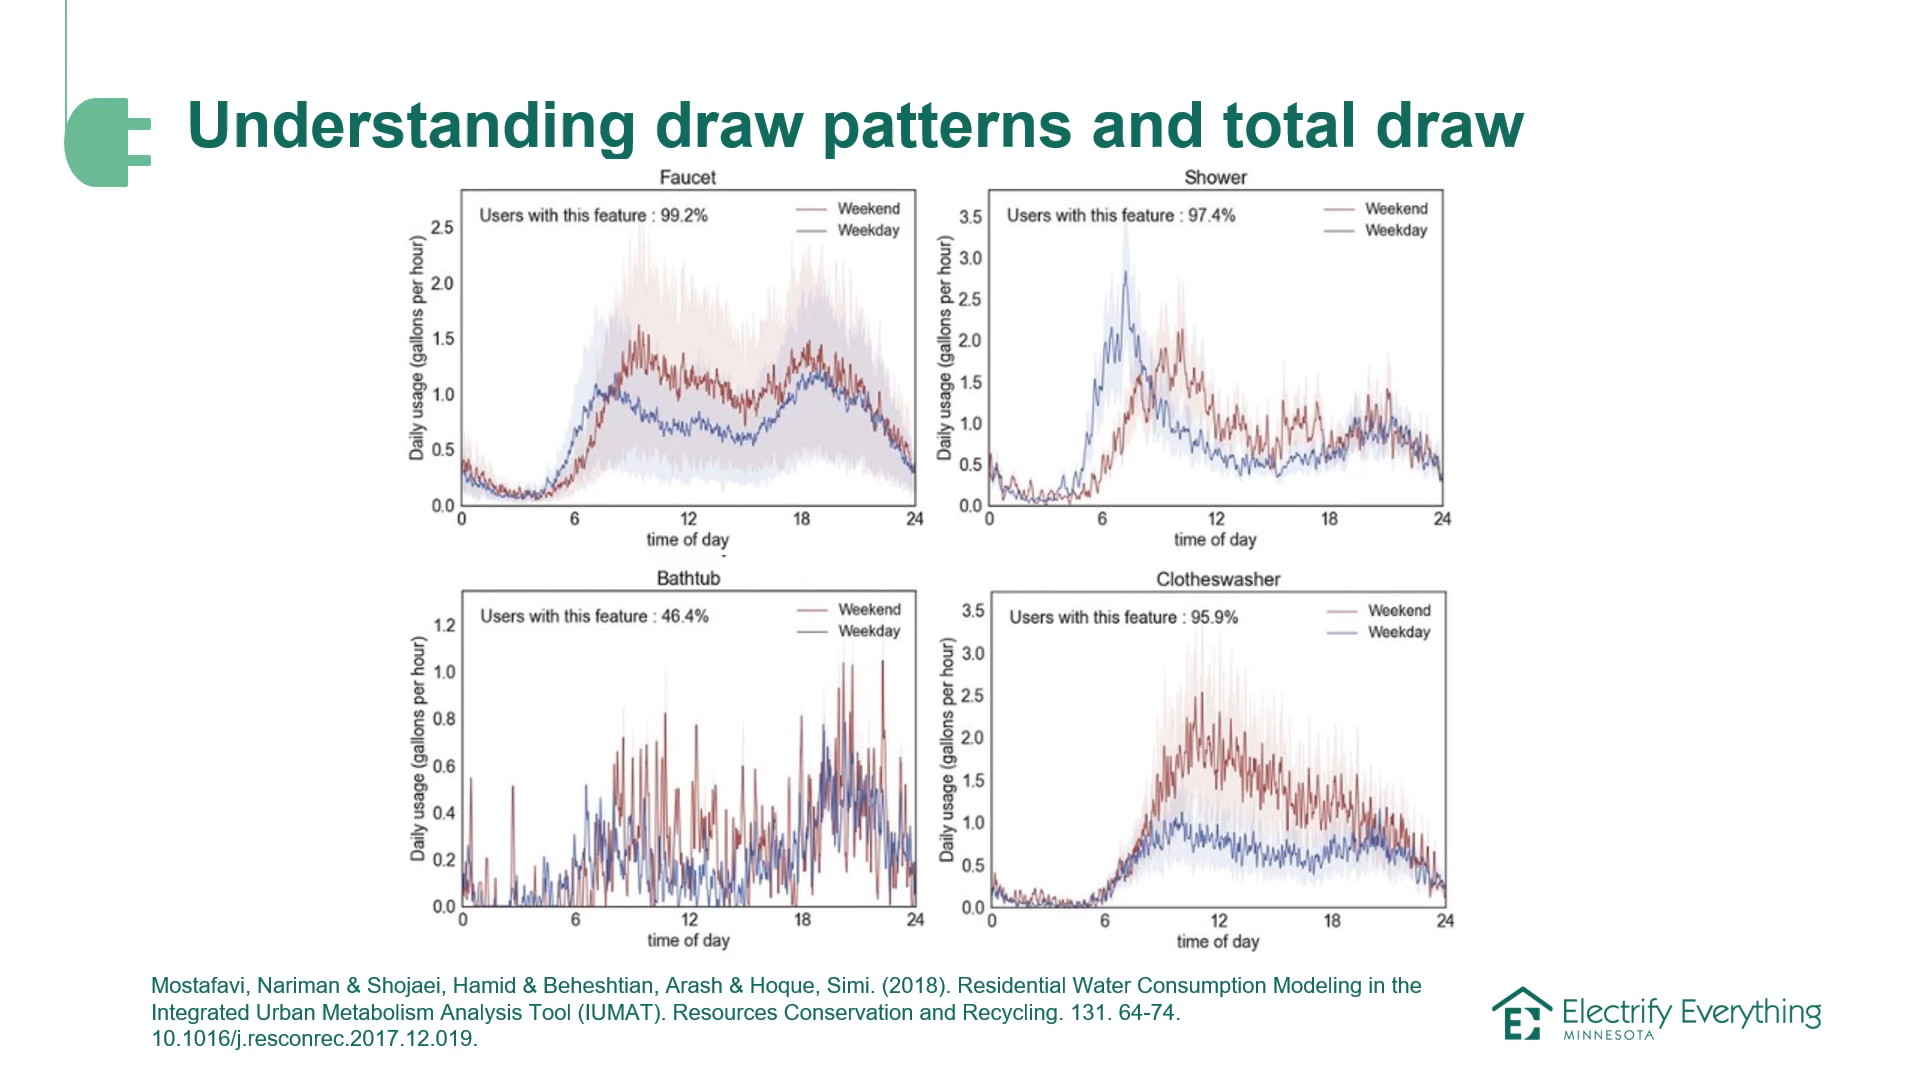 Understanding draw patterns and total draw
Faucet
Users with this feature : 99.2%
Weekend
Weekday
Daily usage (gallons per hour)
2.5
2.0
1.5
1.0
0.5
0.0
0 6 12 18 24
time of day
Shower
Users with this feature : 97.4%
Weekend
Weekday
Daily usage (gallons per hour)
3.5
3.0
2.5
2.0
1.5
1.0
0.5
0.0
0 6 12 18 24
time of day
Bathtub
Users with this feature : 46.4%
Weekend
Weekday
Daily usage (gallons per hour)
1.2
1.0
0.8
0.6
0.4
0.2
0.0
0 6 12 18 24
time of day
Clotheswasher
Users with this feature : 95.9%
Weekend
Weekday
Daily usage (gallons per hour)
3.5
3.0
2.5
2.0
1.5
1.0
0.5
0.0
0 6 12 18 24
time of day
Mostafavi, Nariman & Shojaei, Hamid & Beheshtian, Arash & Hoque, Simi. (2018). Residential Water Consumption Modeling in the
Integrated Urban Metabolism Analysis Tool (IUMAT). Resources Conservation and Recycling. 131. 64-74.
10.1016/j.resconrec.2017.12.019.
Electrify Everything
MINNESOTA